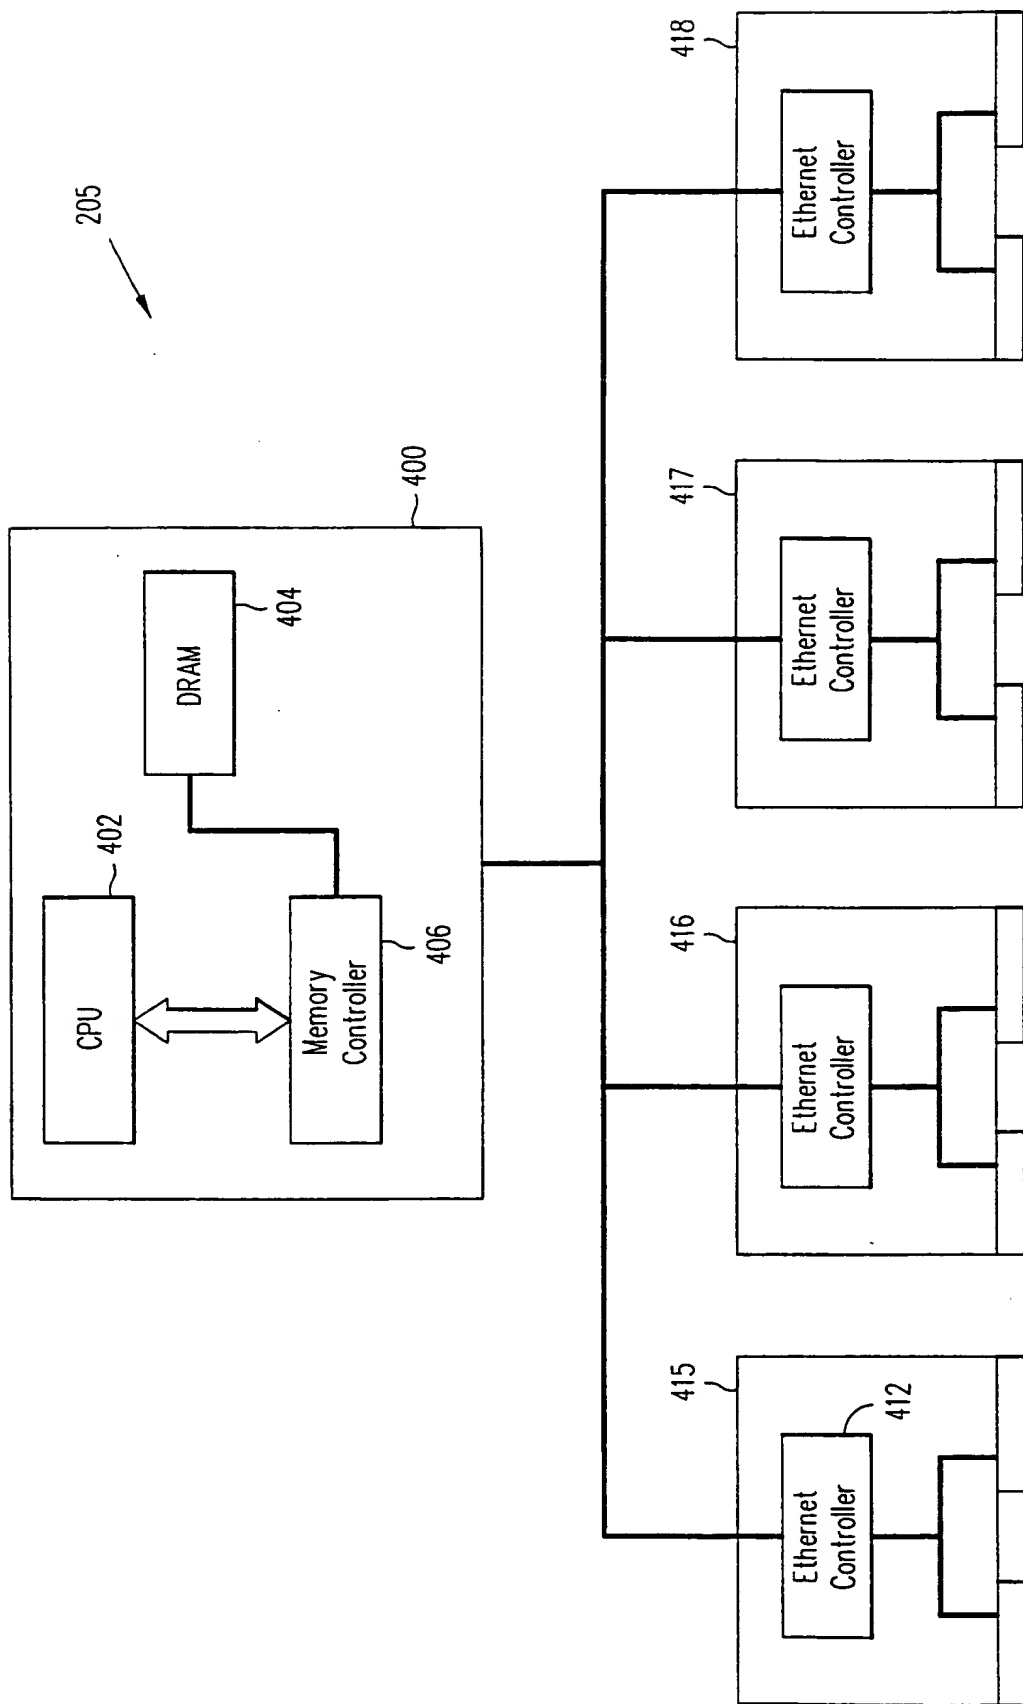 205
400
CPU
402
DRAM
404
Memory
Controller
406
415
Ethernet
Controller
412
416
Ethernet
Controller
417
Ethernet
Controller
418
Ethernet
Controller